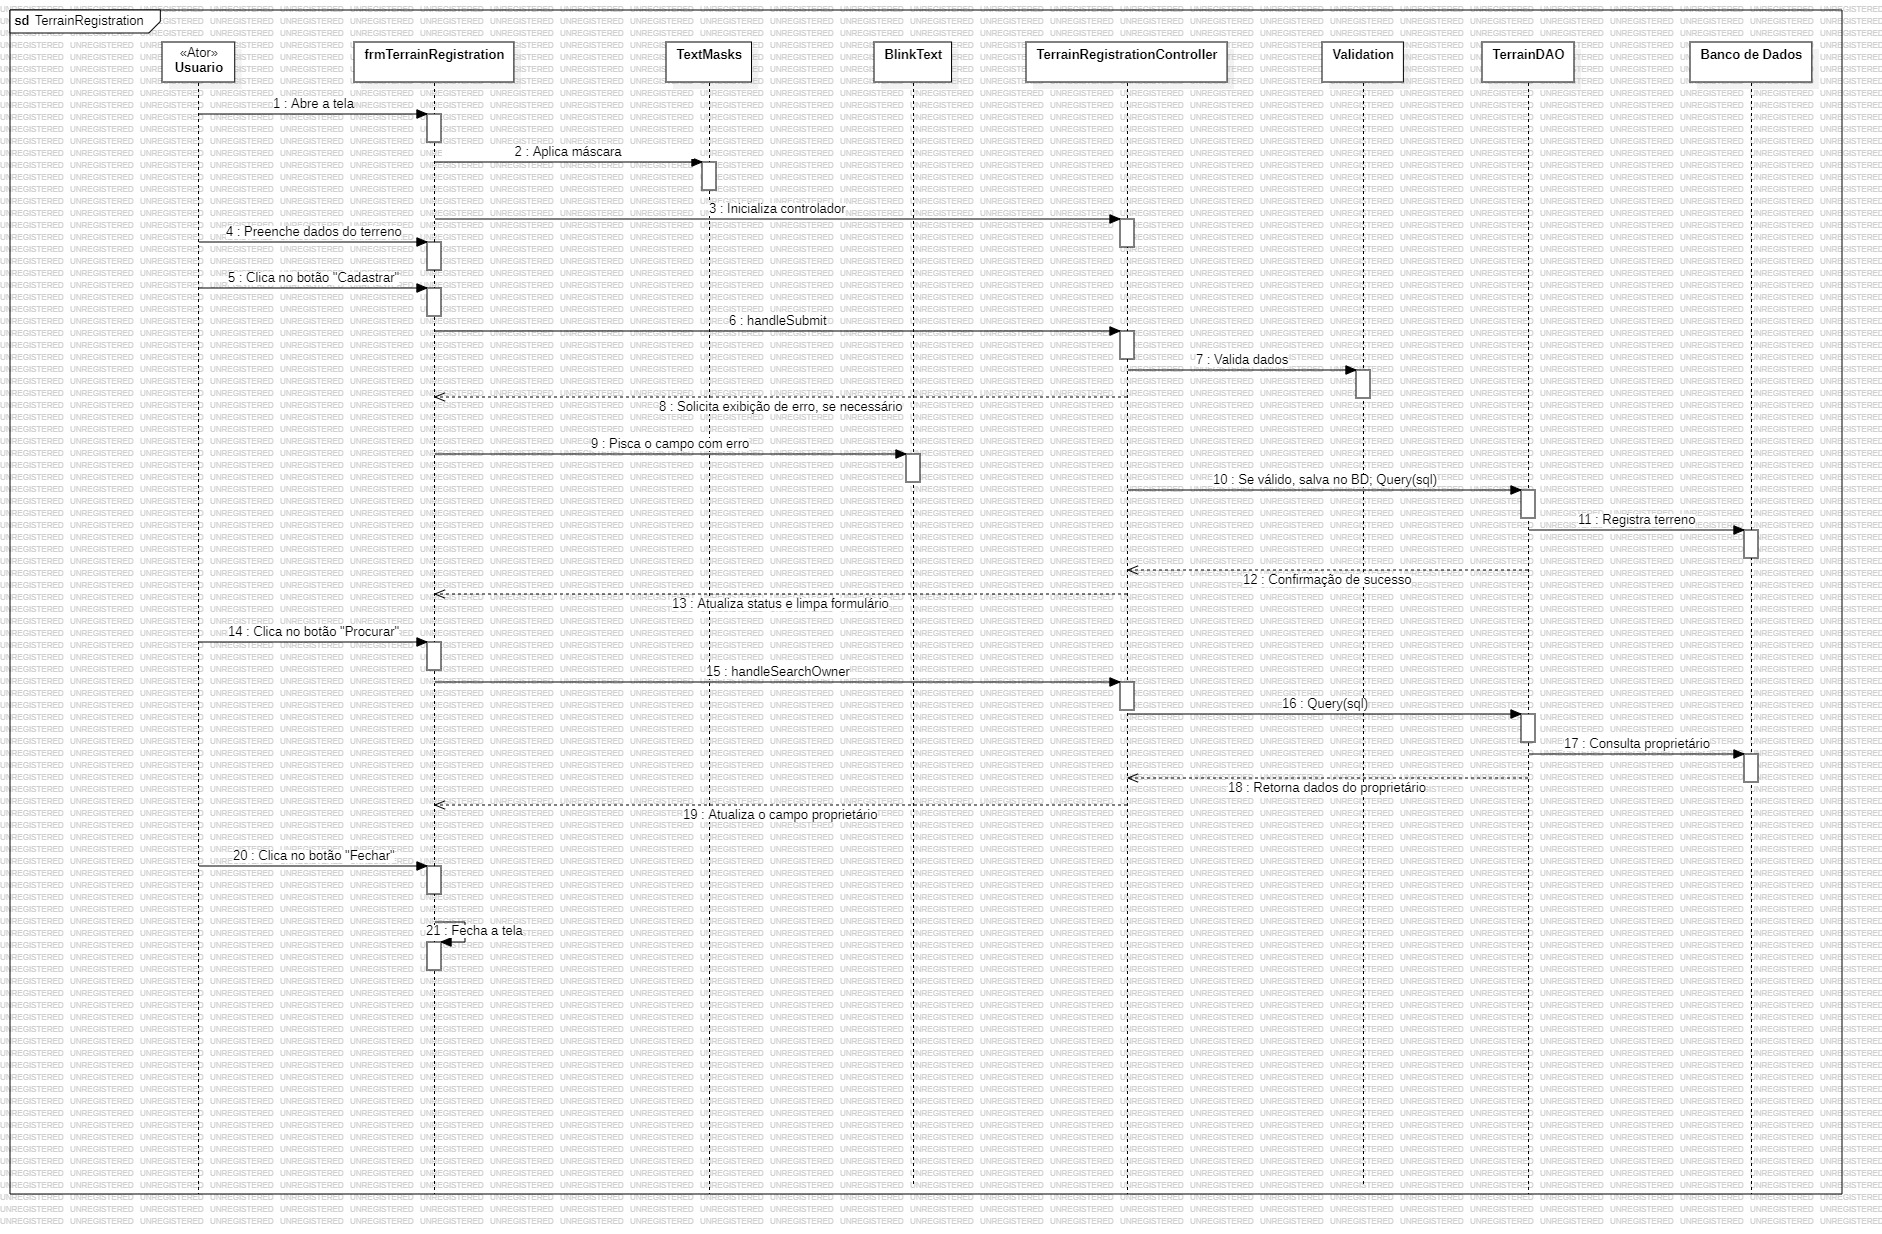 sd TerrainRegistration
«Ator»
Usuario
frmTerrainRegistration
TextMasks
BlinkText
TerrainRegistrationController
Validation
TerrainDAO
Banco de Dados
1 : Abre a tela
2 : Aplica máscara
3 : Inicializa controlador
4 : Preenche dados do terreno
5 : Clica no botão "Cadastrar"
6 : handleSubmit
7 : Valida dados
8 : Solicita exibição de erro, se necessário
9 : Pisca o campo com erro
10 : Se válido, salva no BD; Query(sql)
11 : Registra terreno
12 : Confirmação de sucesso
13 : Atualiza status e limpa formulário
14 : Clica no botão "Procurar"
15 : handleSearchOwner
16 : Query(sql)
17 : Consulta proprietário
18 : Retorna dados do proprietário
19 : Atualiza o campo proprietário
20 : Clica no botão "Fechar"
21 : Fecha a tela
UNREGISTERED